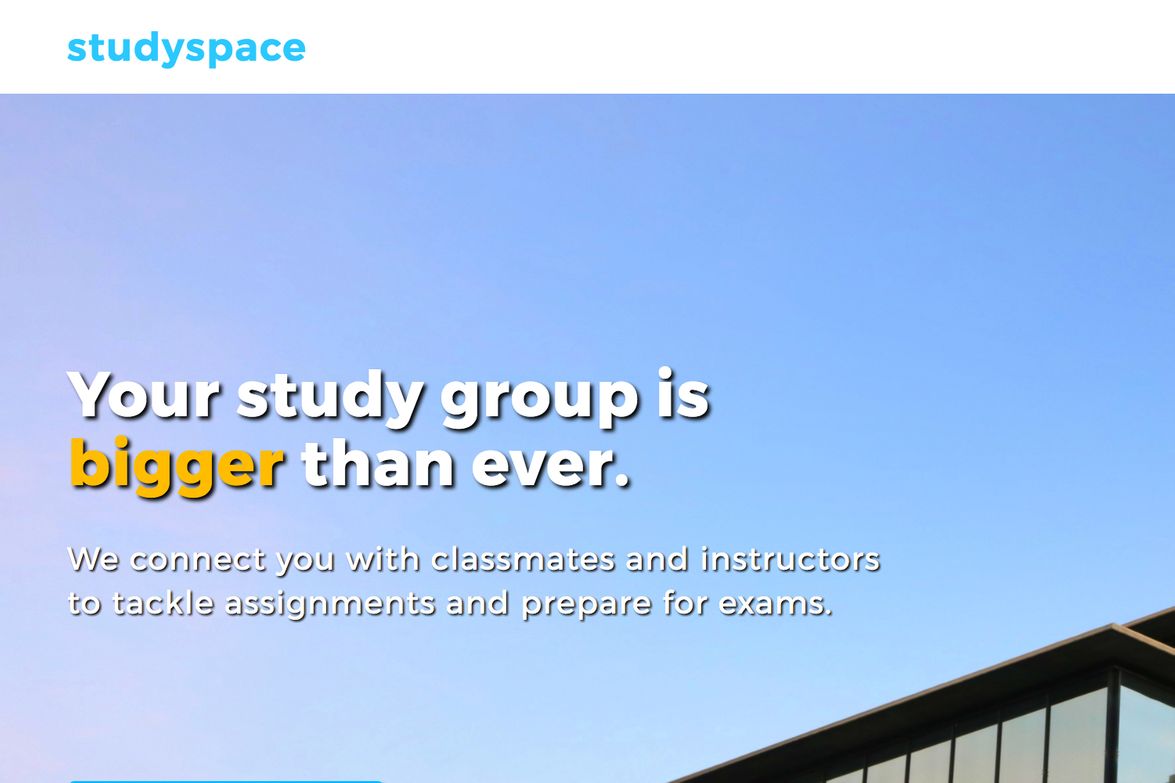 studyspace
Your study group is
bigger than ever.
We connect you with classmates and instructors
to tackle assignments and prepare for exams.